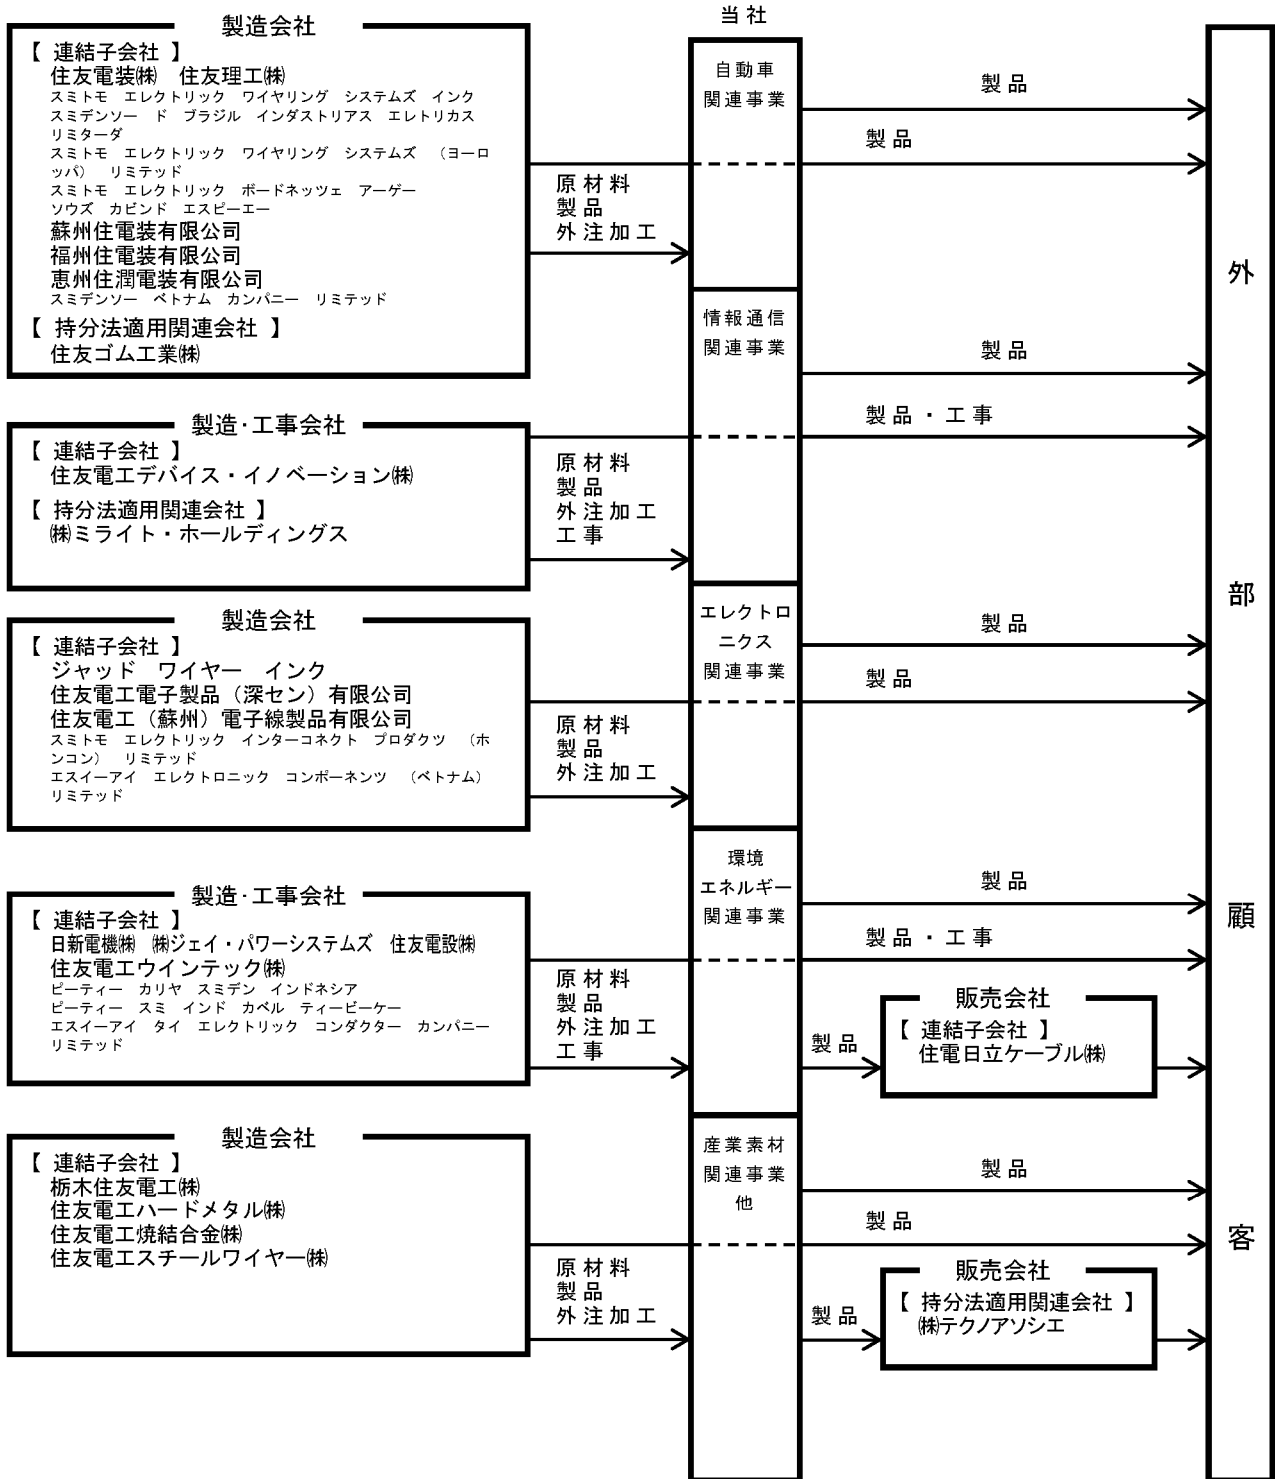 当社
製造会社
【 連結子会社 】
住友電装㈱ 住友理工㈱
スミトモ エレクトリック ワイヤリング システムズ インク
スミデンソー ド ブラジル インダストリアス エレトリカス
リミターダ
スミトモ エレクトリック ワイヤリング システムズ （ヨーロ
ッパ） リミテッド
スミトモ エレクトリック ボードネッツェ アーゲー
ソウズ カビンド エスピーエー
蘇州住電装有限公司
福州住電装有限公司
恵州住潤電装有限公司
スミデンソー ベトナム カンパニー リミテッド
【 持分法適用関連会社 】
住友ゴム工業㈱
原材料
製品
外注加工
自動車
関連事業
製品
製品
製造・工事会社
【 連結子会社 】
住友電工デバイス・イノベーション㈱
【 持分法適用関連会社 】
㈱ミライト・ホールディングス
原材料
製品
外注加工
工事
情報通信
関連事業
製品
製品・工事
製造会社
【 連結子会社 】
ジャッド ワイヤー インク
住友電工電子製品（深セン）有限公司
住友電工（蘇州）電子線製品有限公司
スミトモ エレクトリック インターコネクト プロダクツ （ホ
ンコン） リミテッド
エスイーアイ エレクトロニック コンポーネンツ （ベトナム）
リミテッド
原材料
製品
外注加工
エレクトロ
ニクス
関連事業
製品
製品
製造・工事会社
【 連結子会社 】
日新電機㈱ ㈱ジェイ・パワーシステムズ 住友電設㈱
住友電工ウインテック㈱
ピーティー カリヤ スミデン インドネシア
ピーティー スミ インド カベル ティービーケー
エスイーアイ タイ エレクトリック コンダクター カンパニー
リミテッド
原材料
製品
外注加工
工事
環境
エネルギー
関連事業
製品
製品・工事
製品
販売会社
【 連結子会社 】
住電日立ケーブル㈱
製造会社
【 連結子会社 】
栃木住友電工㈱
住友電工ハードメタル㈱
住友電工焼結合金㈱
住友電工スチールワイヤー㈱
原材料
製品
外注加工
産業素材
関連事業
他
製品
製品
製品
販売会社
【 持分法適用関連会社 】
㈱テクノアソシエ
外部顧客